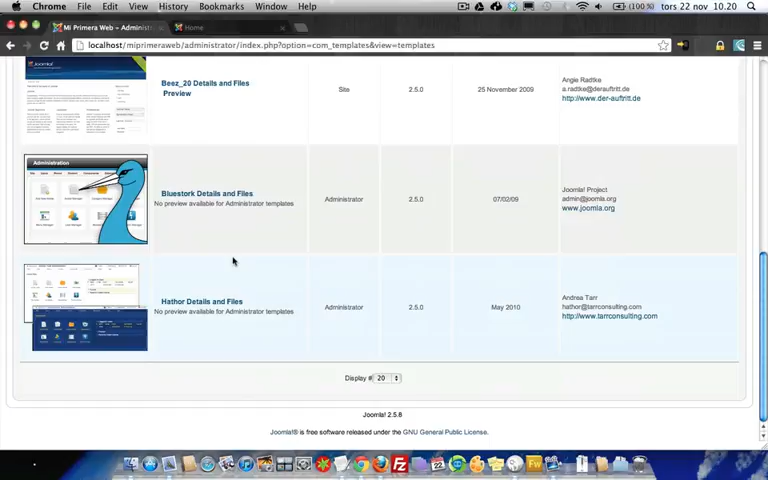 Chrome File Edit View History Bookmarks Window Help (100 %) tors 22 nov 10.20
Mi Primera Web - Administra
Home
localhost/miprimeraweb/administrator/index.php?option=com_templates&view=templates
Joomla!
Beez_20 Details and Files
Preview
Site
2.5.0
25 November 2009
Angie Radtke
a.radtke@derauftritt.de
http://www.der-auftritt.de
Administration
Bluestork Details and Files
No preview available for Administrator templates
Administrator
2.5.0
07/02/09
Joomla! Project
admin@joomla.org
www.joomla.org
Hathor Details and Files
No preview available for Administrator templates
Administrator
2.5.0
May 2010
Andrea Tarr
hathor@tarrconsulting.com
http://www.tarrconsulting.com
Display # 20
Joomla! 2.5.8
Joomla!® is free software released under the GNU General Public License.
22
FW